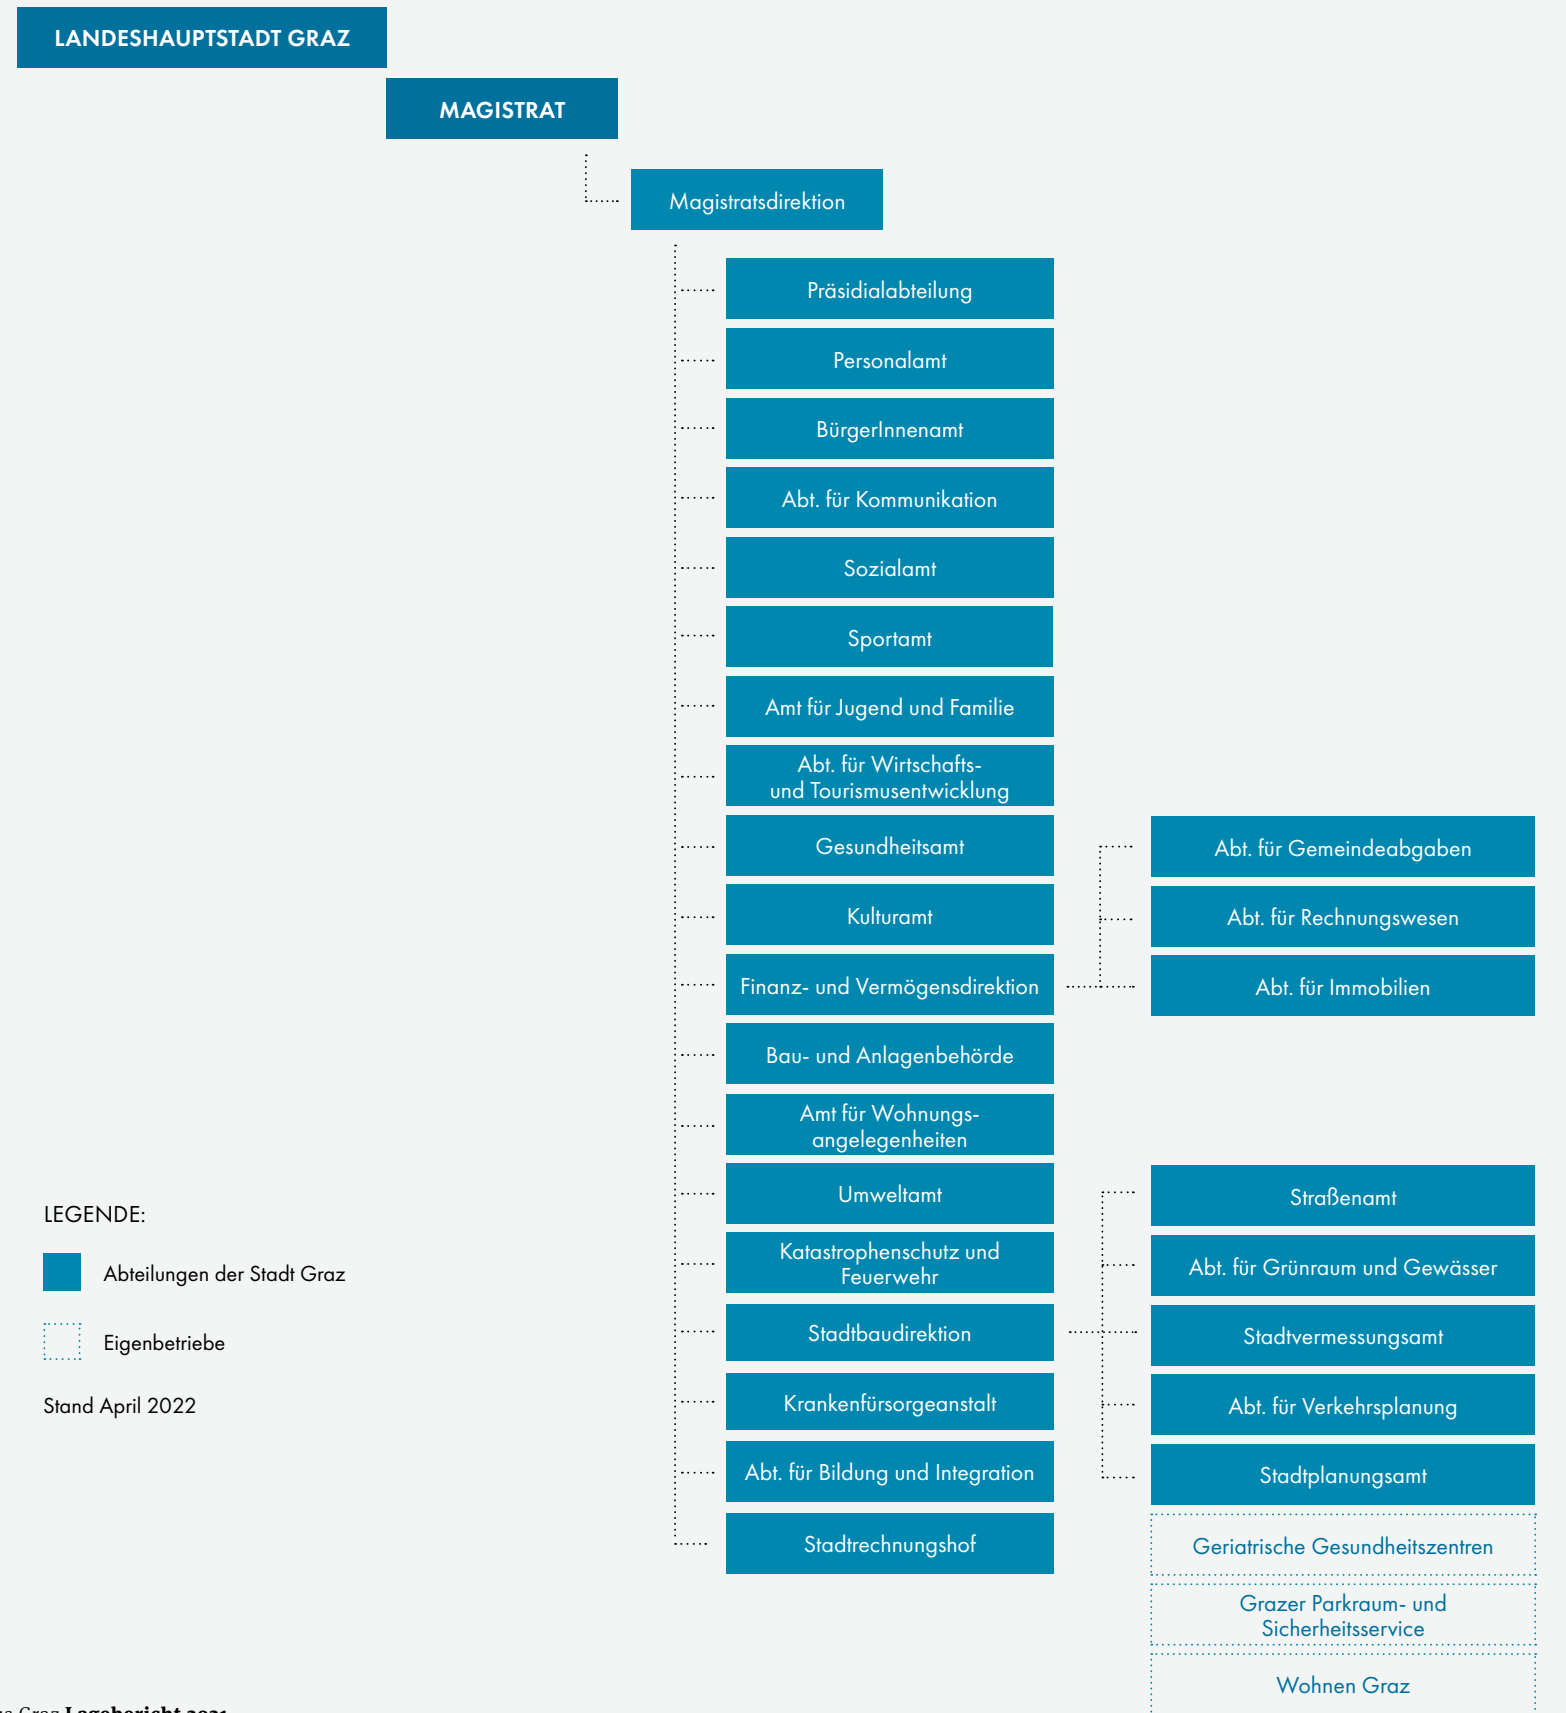 LANDESHAUPTSTADT GRAZ
MAGISTRAT
Magistratsdirektion
Präsidialabteilung
Personalamt
BürgerInnenamt
Abt. für Kommunikation
Sozialamt
Sportamt
Amt für Jugend und Familie
Abt. für Wirtschafts-
und Tourismusentwicklung
Gesundheitsamt
Kulturamt
Finanz- und Vermögensdirektion
Abt. für Gemeindeabgaben
Abt. für Rechnungswesen
Abt. für Immobilien
Bau- und Anlagenbehörde
Amt für Wohnungs-
angelegenheiten
Umweltamt
Katastrophenschutz und
Feuerwehr
Stadtbaudirektion
Straßenamt
Abt. für Grünraum und Gewässer
Stadtvermessungsamt
Abt. für Verkehrsplanung
Stadtplanungsamt
Krankenfürsorgeanstalt
Abt. für Bildung und Integration
Stadtrechnungshof
Geriatrische Gesundheitszentren
Grazer Parkraum- und
Sicherheitsservice
Wohnen Graz
LEGENDE:
Abteilungen der Stadt Graz
Eigenbetriebe
Stand April 2022
Graz Lagebericht 2021